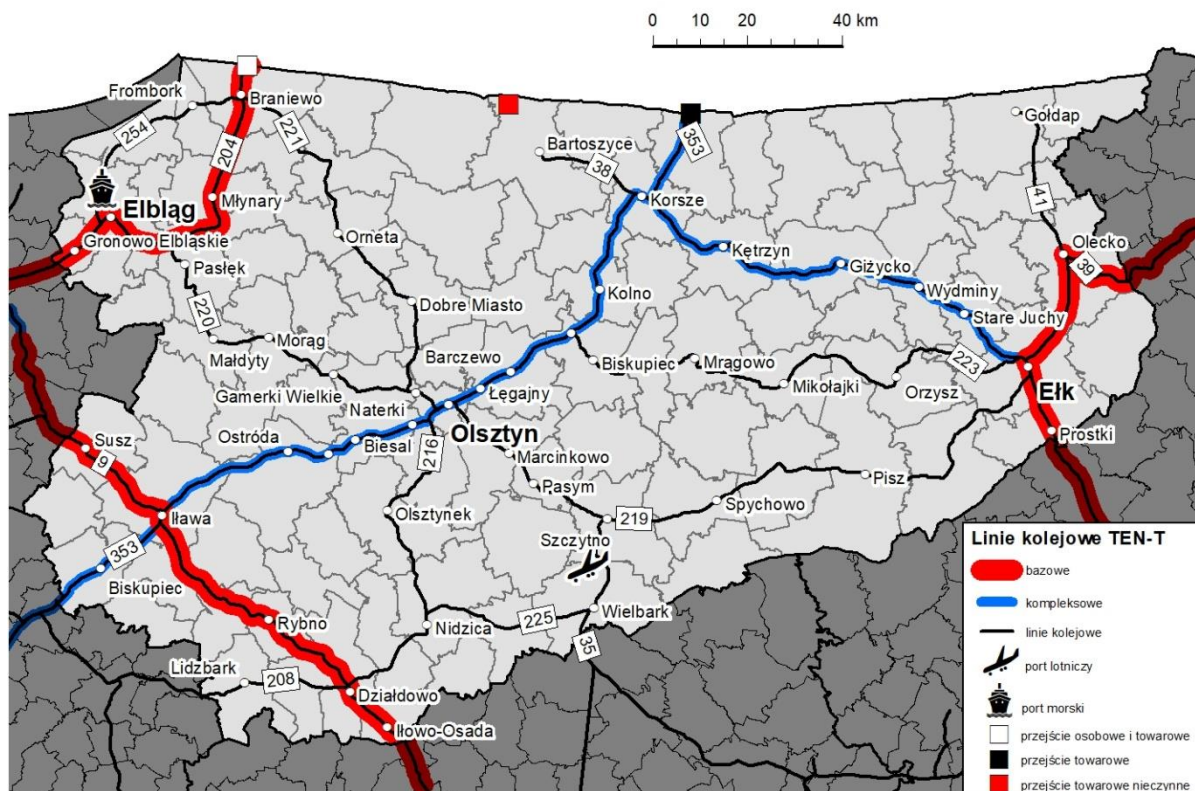 0 10 20 40 km
Frombork
Braniewo
254
204
221
Bartoszyce
38
353
Gołdap
41
Elbląg
Młynary
Korsze
Gronowo Elbląskie
Orneta
Olecko
39
Pasłęk
Kętrzyn
Giżycko
220
Dobre Miasto
Kolno
Wydminy
Stare Juchy
Morąg
Małdyty
Barczewo
Biskupiec
Mrągowo
223
Gamerki Wielkie
Łęgajny
Mikołajki
Orzysz
Ełk
Naterki
Susz
Ostróda
Biesal
216
Olsztyn
Prostki
9
Marcinkowo
Pasym
Pisz
Spychowo
Iława
Olsztynek
219
Szczytno
353
Biskupiec
Wielbark
Rybno
Nidzica
225
35
Lidzbark
208
Działdowo
Iłowo-Osada
Linie kolejowe TEN-T
bazowe
kompleksowe
linie kolejowe
port lotniczy
port morski
przejście osobowe i towarowe
przejście towarowe
przejście towarowe nieczynne